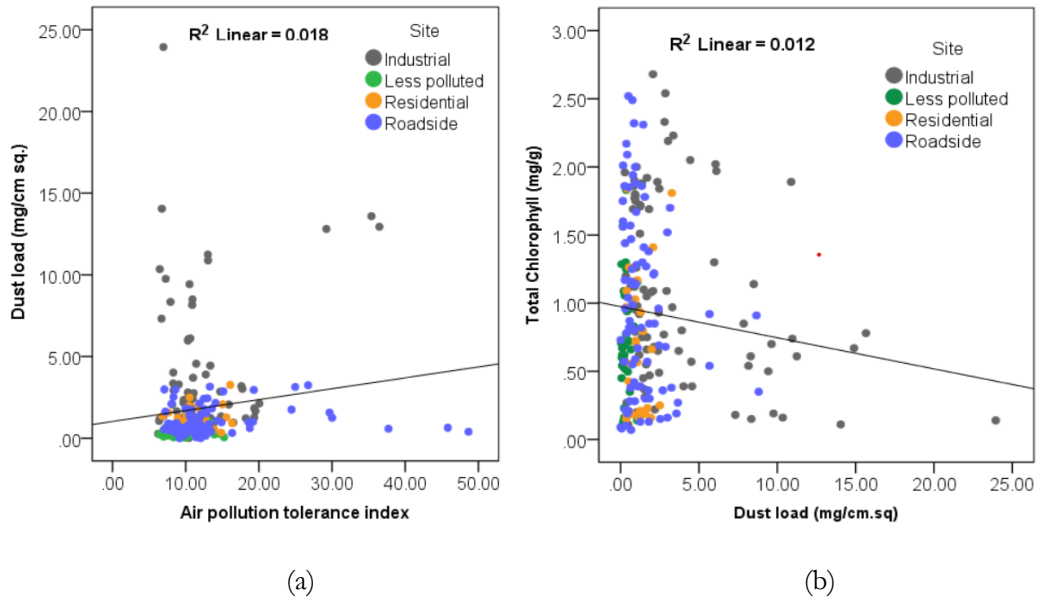 R² Linear = 0.018
Site
Industrial
Less polluted
Residential
Roadside
25.00
20.00
15.00
10.00
5.00
.00
Dust load (mg/cm sq.)
.00 10.00 20.00 30.00 40.00 50.00
Air pollution tolerance index
(a)
R² Linear = 0.012
Site
Industrial
Less polluted
Residential
Roadside
3.00
2.50
2.00
1.50
1.00
.50
.00
Total Chlorophyll (mg/g)
.00 5.00 10.00 15.00 20.00 25.00
Dust load (mg/cm.sq)
(b)